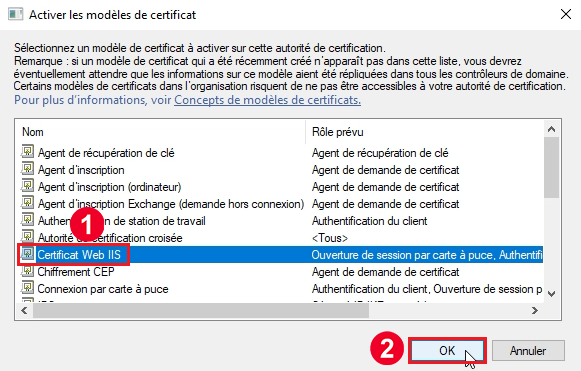 Activer les modèles de certificat
Sélectionnez un modèle de certificat à activer sur cette autorité de certification.
Remarque : si un modèle de certificat qui a été récemment créé n'apparaît pas dans cette liste, vous devrez
éventuellement attendre que les infomations sur ce modèle aient été répliquées dans tous les contrôleurs de domaine.
Certains modèles de certificats dans l'organisation risquent de ne pas être accessibles à votre autorité de certification.
Pour plus d'informations, voir Concepts de modèles de certificats.
Nom Rôle prévu
Agent de récupération de clé Agent de récupération de clé
Agent d'inscription Agent de demande de certificat
Agent d'inscription (ordinateur) Agent de demande de certificat
Agent d'inscription Exchange (demande hors connexion) Agent de demande de certificat
1
de station de travail Authentification du client
Autorité de certification croisée <Tous>
Certificat Web IIS Ouverture de session par carte à puce, Authentifi
Chiffrement CEP Agent de demande de certificat
Connexion par carte à puce Authentification du client, Ouverture de session p
2 OK Annuler